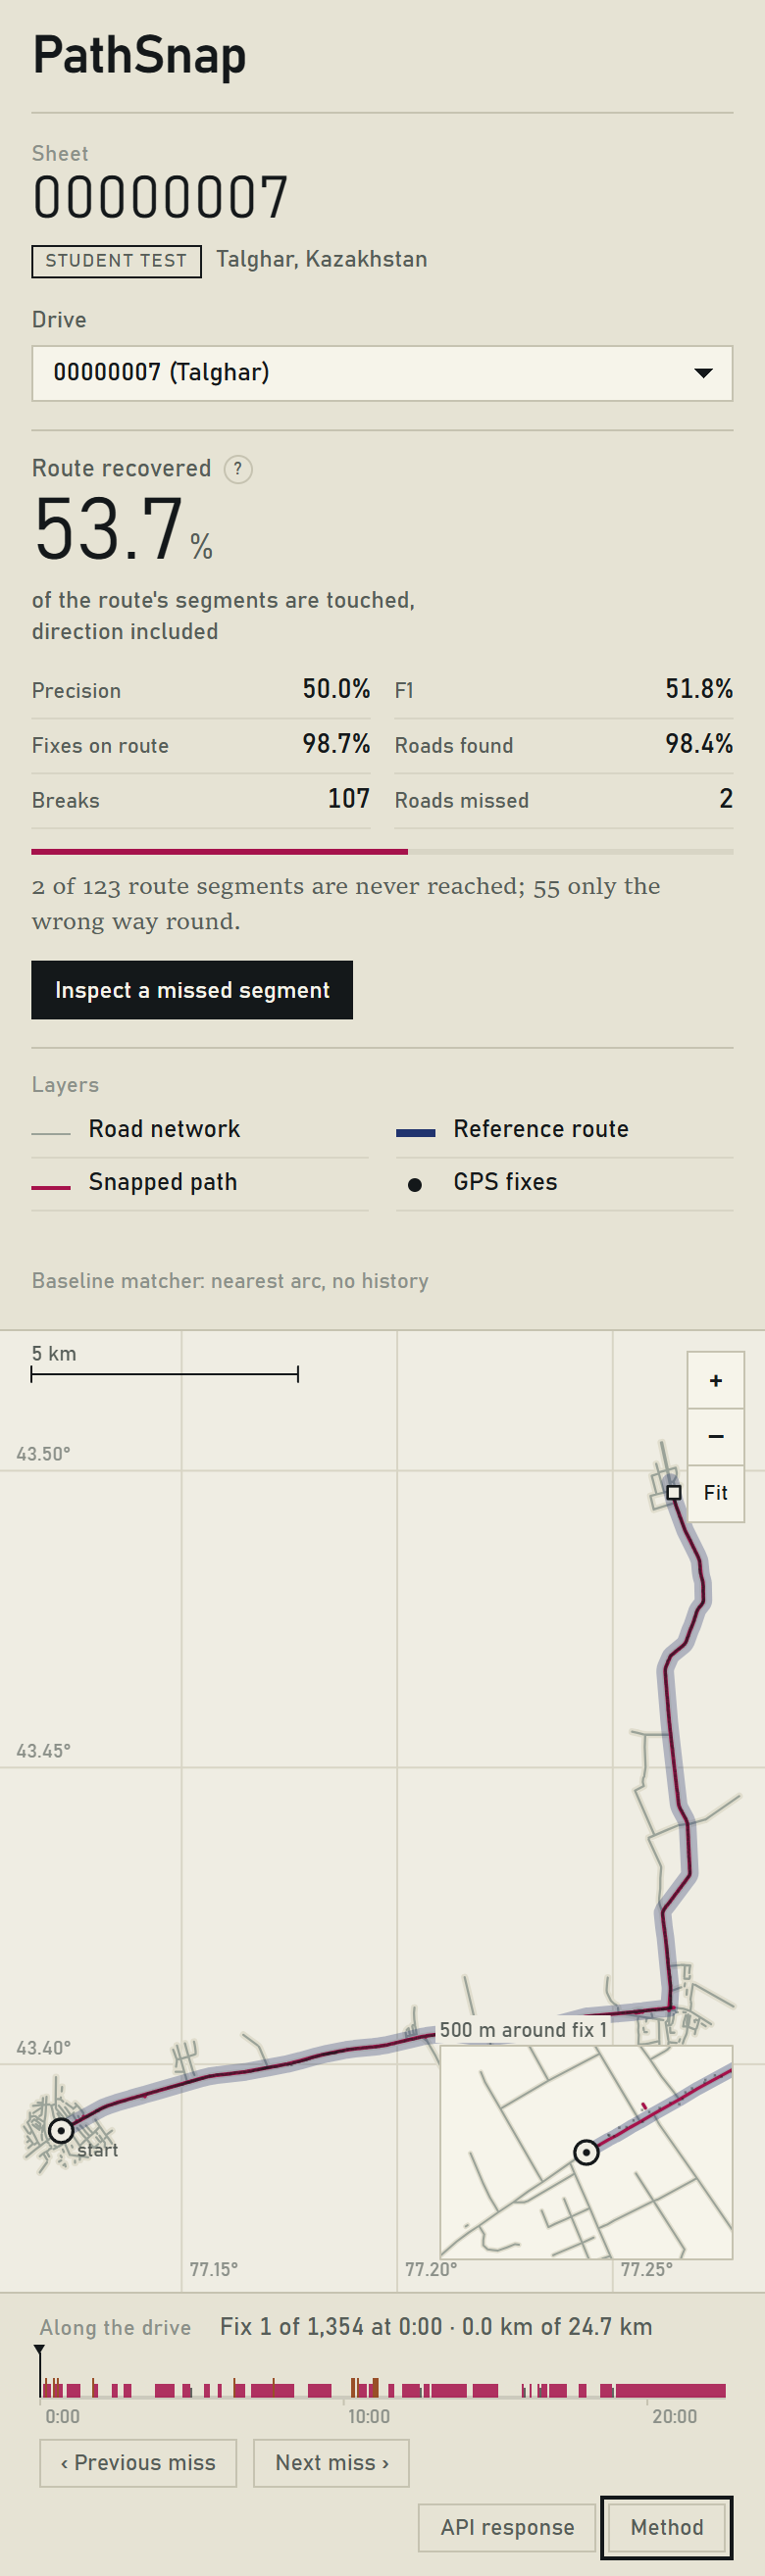 PathSnap
Sheet
00000007
STUDENT TEST Talghar, Kazakhstan
Drive
00000007 (Talghar)
Route recovered ?
53.7 %
of the route's segments are touched,
direction included
Precision 50.0% F1 51.8%
Fixes on route 98.7% Roads found 98.4%
Breaks 107 Roads missed 2
2 of 123 route segments are never reached; 55 only the
wrong way round.
Inspect a missed segment
Layers
Road network Reference route
Snapped path GPS fixes
Baseline matcher: nearest arc, no history
5 km
+
43.50°
–
Fit
43.45°
500 m around fix 1
43.40°
start
77.15° 77.20° 77.25°
Along the drive Fix 1 of 1,354 at 0:00 · 0.0 km of 24.7 km
0:00 10:00 20:00
‹ Previous miss Next miss ›
API response Method